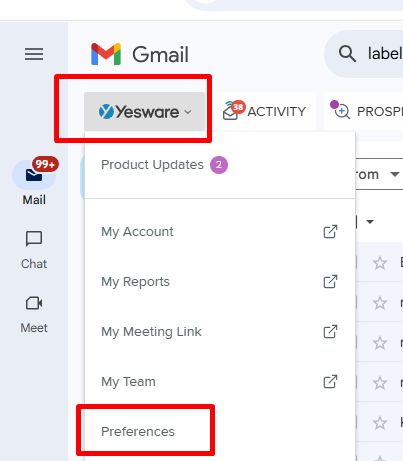 Gmail
label
Yesware
38
ACTIVITY
PROSP
Product Updates 2
rom
99+
Mail
My Account
Chat
My Reports
Meet
My Meeting Link
My Team
Preferences